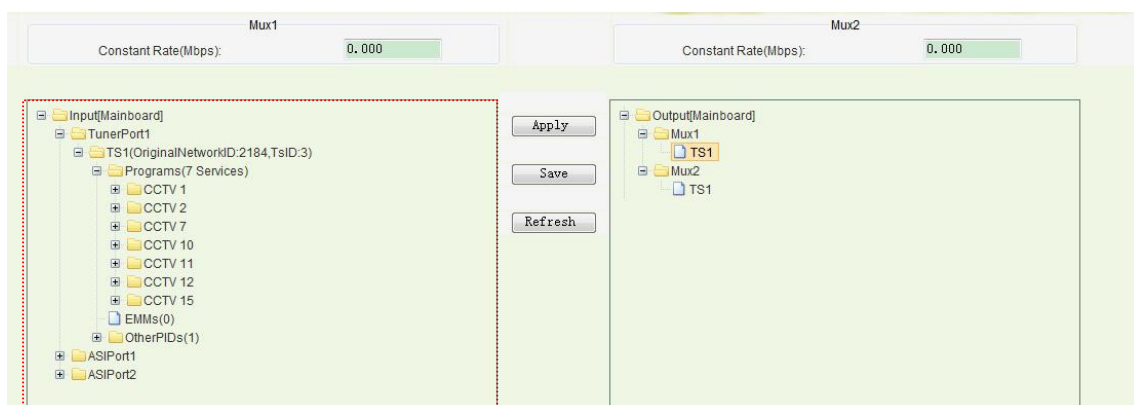 Mux1
Constant Rate(Mbps): 0.000
Mux2
Constant Rate(Mbps): 0.000
Input[Mainboard]
TunerPort1
TS1(OriginalNetworkID:2184,TsID:3)
Programs(7 Services)
CCTV 1
CCTV 2
CCTV 7
CCTV 10
CCTV 11
CCTV 12
CCTV 15
EMMs(0)
OtherPIDs(1)
ASIPort1
ASIPort2
Apply
Save
Refresh
Output[Mainboard]
Mux1
TS1
Mux2
TS1